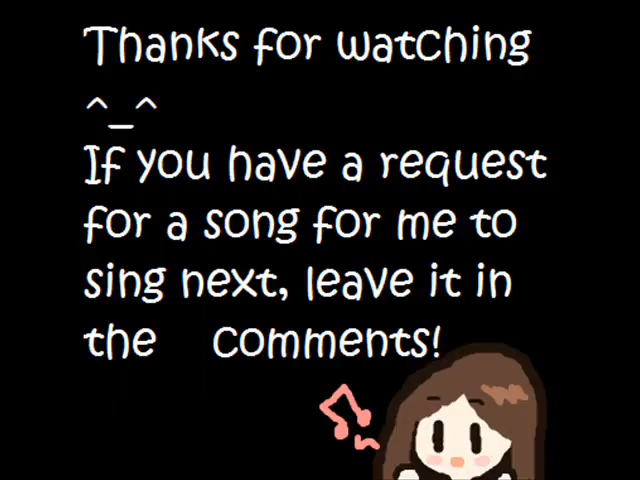 Thanks for watching
^_^
If you have a request
for a song for me to
sing next, leave it in
the comments!